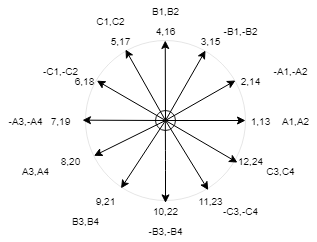 B1,B2
C1,C2
4,16
-B1,-B2
5,17
3,15
-C1,-C2
-A1,-A2
6,18
2,14
-A3,-A4 7,19
1,13 A1,A2
8,20
12,24
A3,A4
C3,C4
9,21
11,23
10,22
-C3,-C4
B3,B4
-B3,-B4